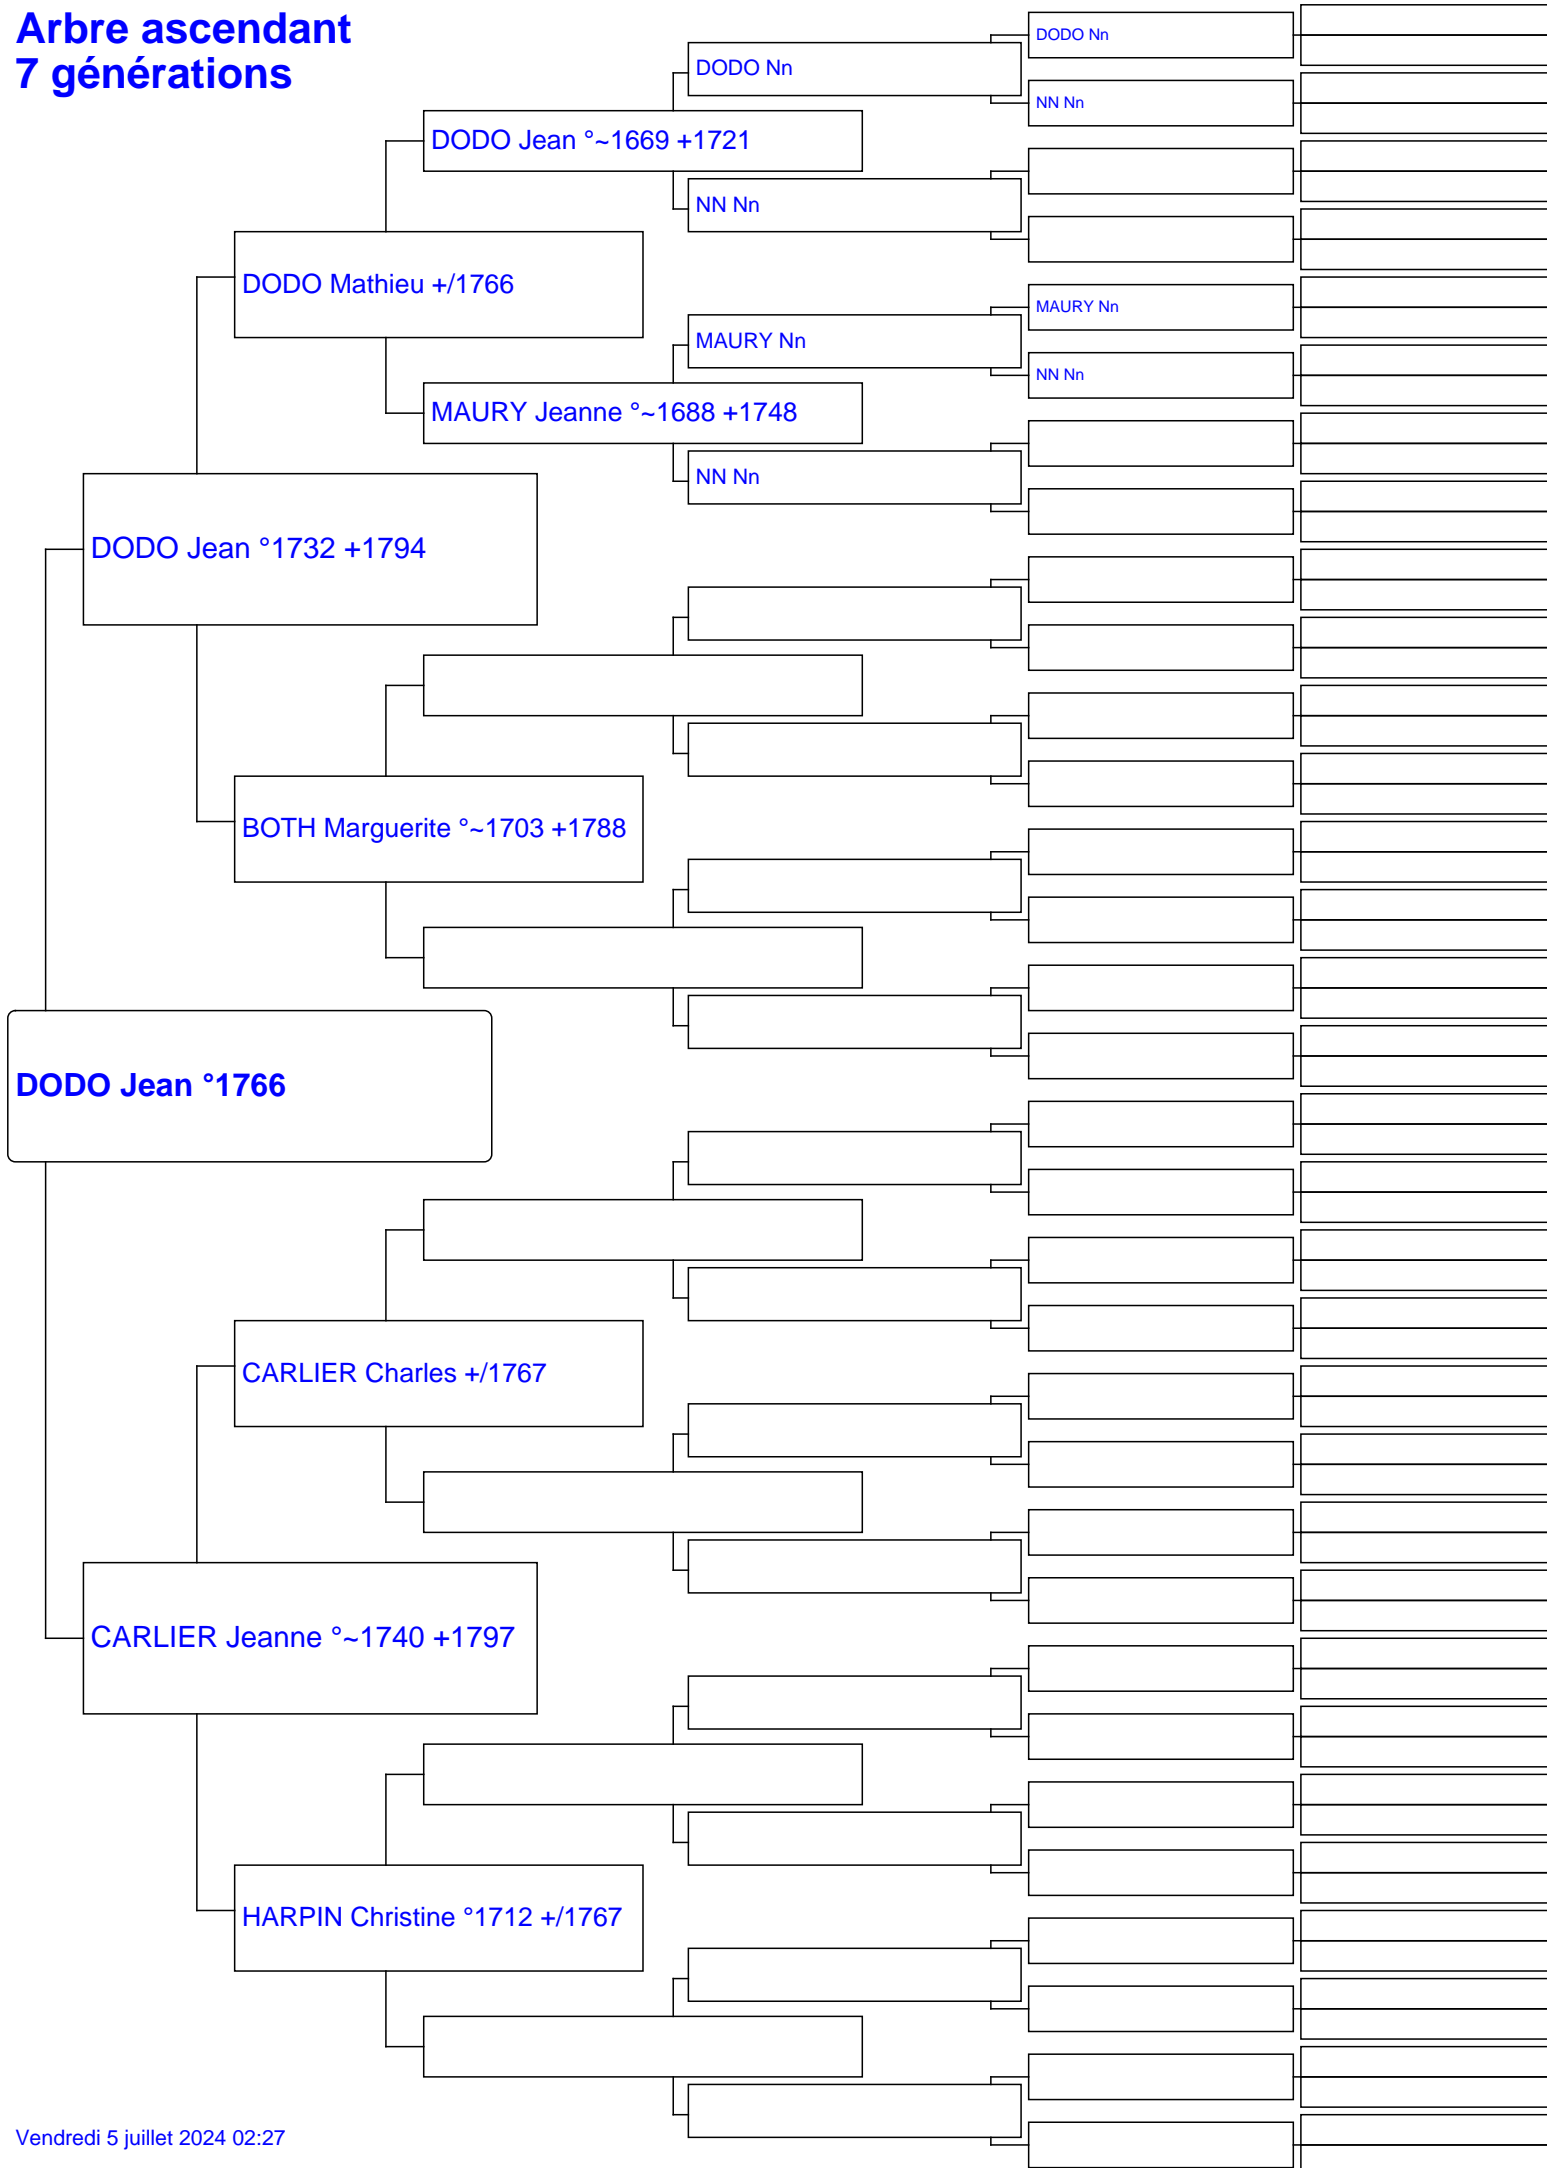 Arbre ascendant
7 générations
DODO Nn
DODO Nn
NN Nn
DODO Jean °~1669 +1721
NN Nn
DODO Mathieu +/1766
MAURY Nn
MAURY Nn
NN Nn
MAURY Jeanne °~1688 +1748
NN Nn
DODO Jean °1732 +1794
BOTH Marguerite °~1703 +1788
DODO Jean °1766
CARLIER Charles +/1767
CARLIER Jeanne °~1740 +1797
HARPIN Christine °1712 +/1767
Vendredi 5 juillet 2024 02:27